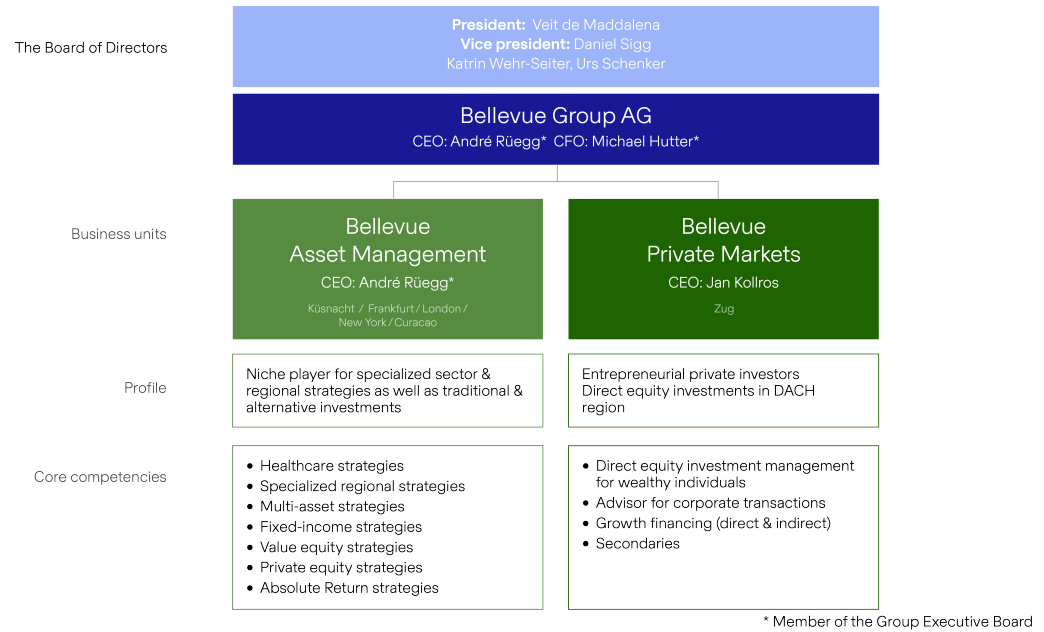 The Board of Directors
President: Veit de Maddalena
Vice president: Daniel Sigg
Katrin Wehr-Seiter, Urs Schenker
Bellevue Group AG
CEO: André Rüegg* CFO: Michael Hutter*
Business units
Bellevue
Asset Management
CEO: André Rüegg*
Küsnacht / Frankfurt / London /
New York / Curacao
Bellevue
Private Markets
CEO: Jan Kollros
Zug
Profile
Niche player for specialized sector &
regional strategies as well as traditional &
alternative investments
Entrepreneurial private investors
Direct equity investments in DACH
region
Core competencies
• Healthcare strategies
• Specialized regional strategies
• Multi-asset strategies
• Fixed-income strategies
• Value equity strategies
• Private equity strategies
• Absolute Return strategies
• Direct equity investment management
for wealthy individuals
• Advisor for corporate transactions
• Growth financing (direct & indirect)
• Secondaries
* Member of the Group Executive Board